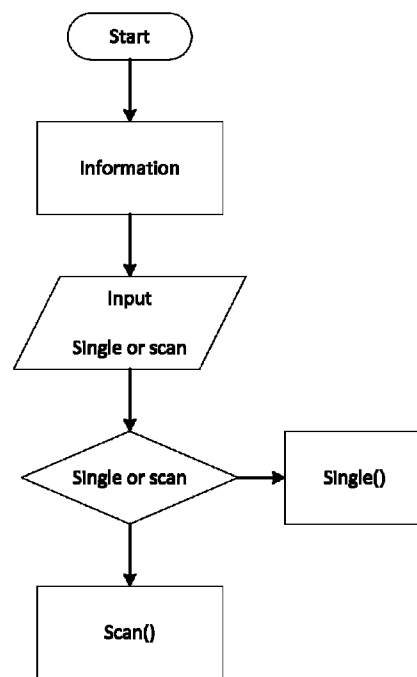 Start
Information
Input
Single or scan
Single or scan
Single()
Scan()